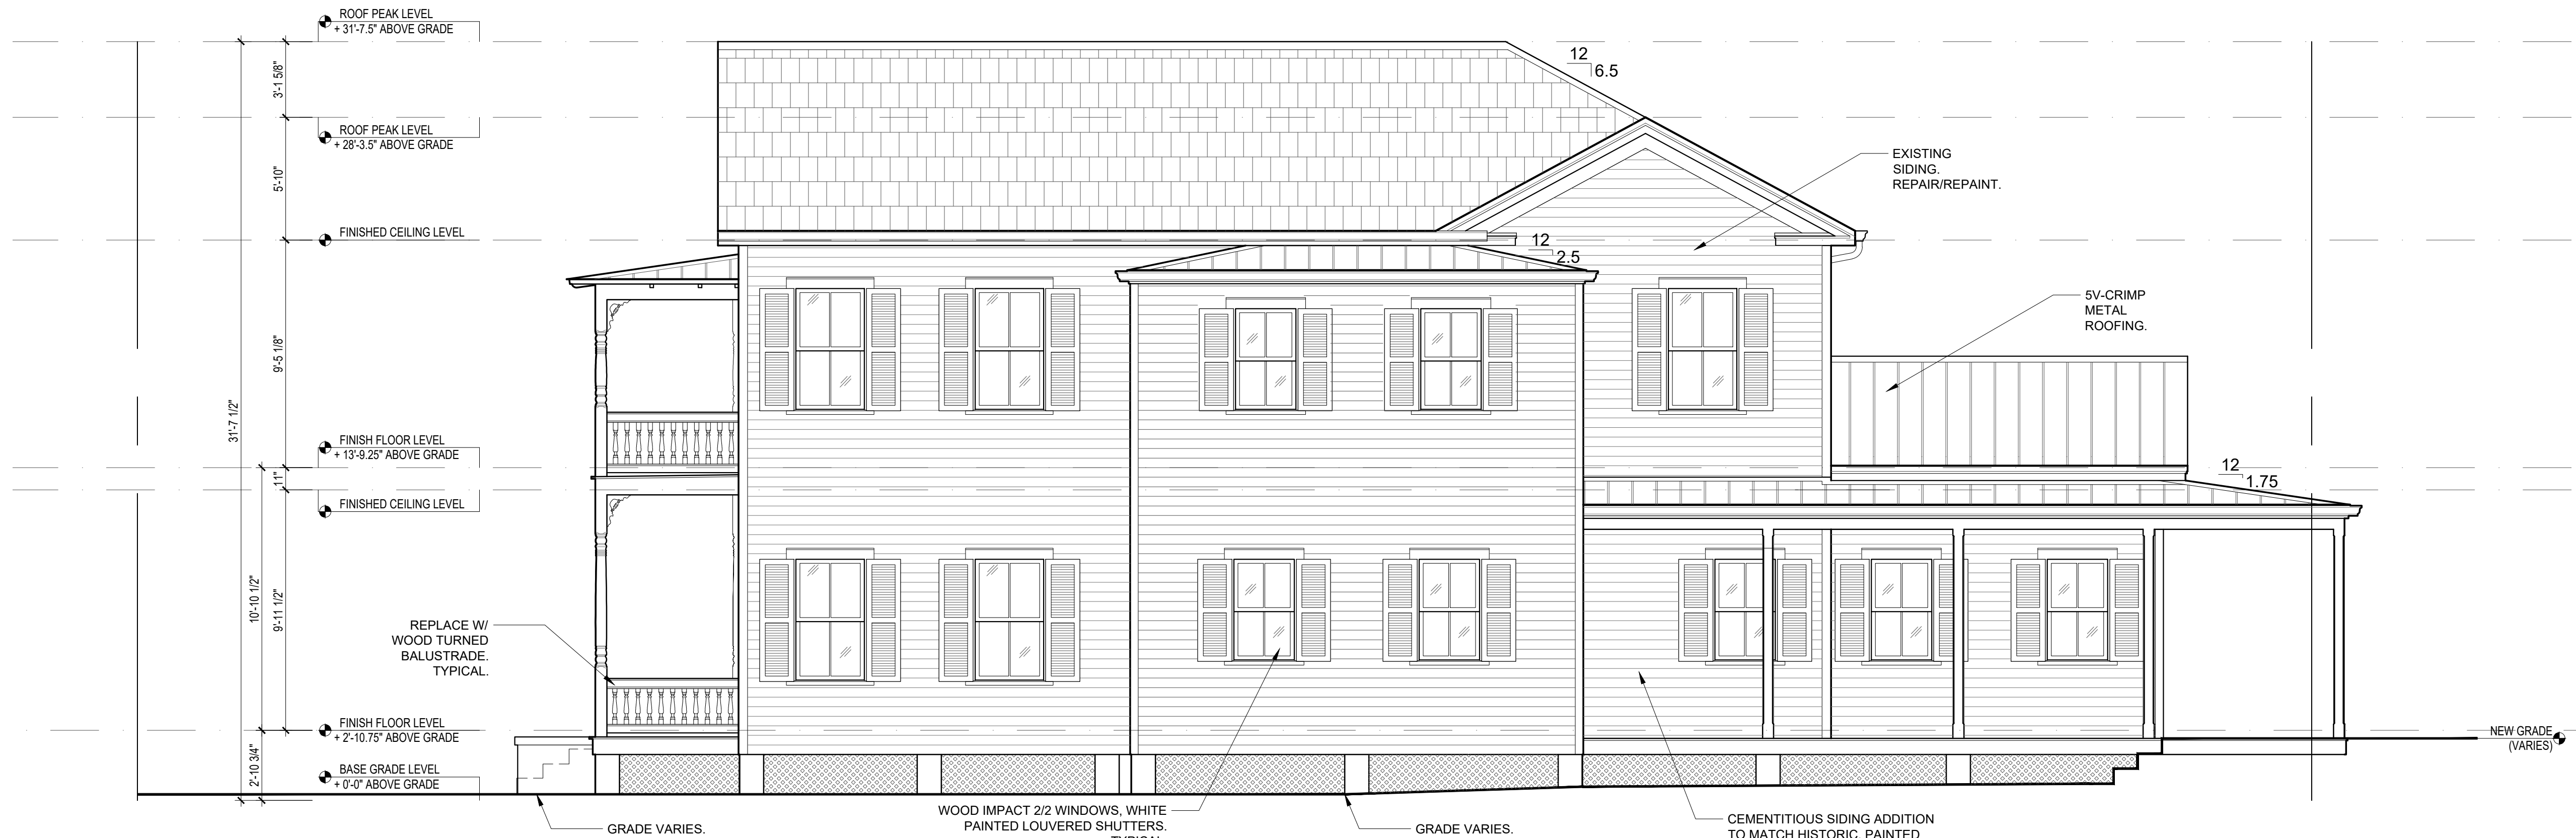 ROOF PEAK LEVEL
+ 31'-7.5" ABOVE GRADE
3'-1 5/8"
ROOF PEAK LEVEL
+ 28'-3.5" ABOVE GRADE
5'-10"
FINISHED CEILING LEVEL
9'-5 1/8"
31'-7 1/2"
FINISH FLOOR LEVEL
+ 13'-9.25" ABOVE GRADE
11"
FINISHED CEILING LEVEL
10'-10 1/2"
9'-11 1/2"
FINISH FLOOR LEVEL
+ 2'-10.75" ABOVE GRADE
2'-10 3/4"
BASE GRADE LEVEL
+ 0'-0" ABOVE GRADE
REPLACE W/
WOOD TURNED
BALUSTRADE.
TYPICAL.
12
6.5
EXISTING
SIDING.
REPAIR/REPAINT.
12
2.5
5V-CRIMP
METAL
ROOFING.
12
1.75
NEW GRADE
(VARIES)
GRADE VARIES.
WOOD IMPACT 2/2 WINDOWS, WHITE
PAINTED LOUVERED SHUTTERS.
TYPICAL
GRADE VARIES.
CEMENTITIOUS SIDING ADDITION
TO MATCH HISTORIC, PAINTED